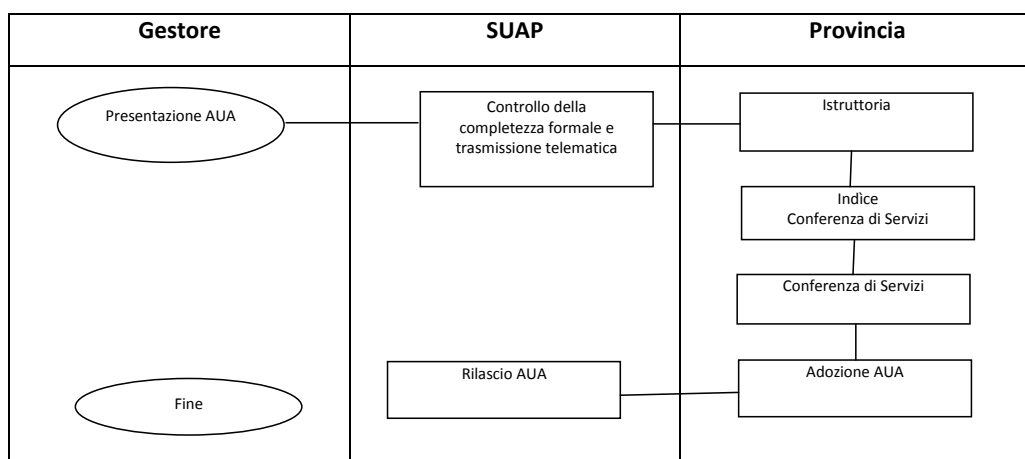 Gestore
SUAP
Provincia
Presentazione AUA
Controllo della
completezza formale e
trasmissione telematica
Istruttoria
Indìce
Conferenza di Servizi
Conferenza di Servizi
Rilascio AUA
Adozione AUA
Fine